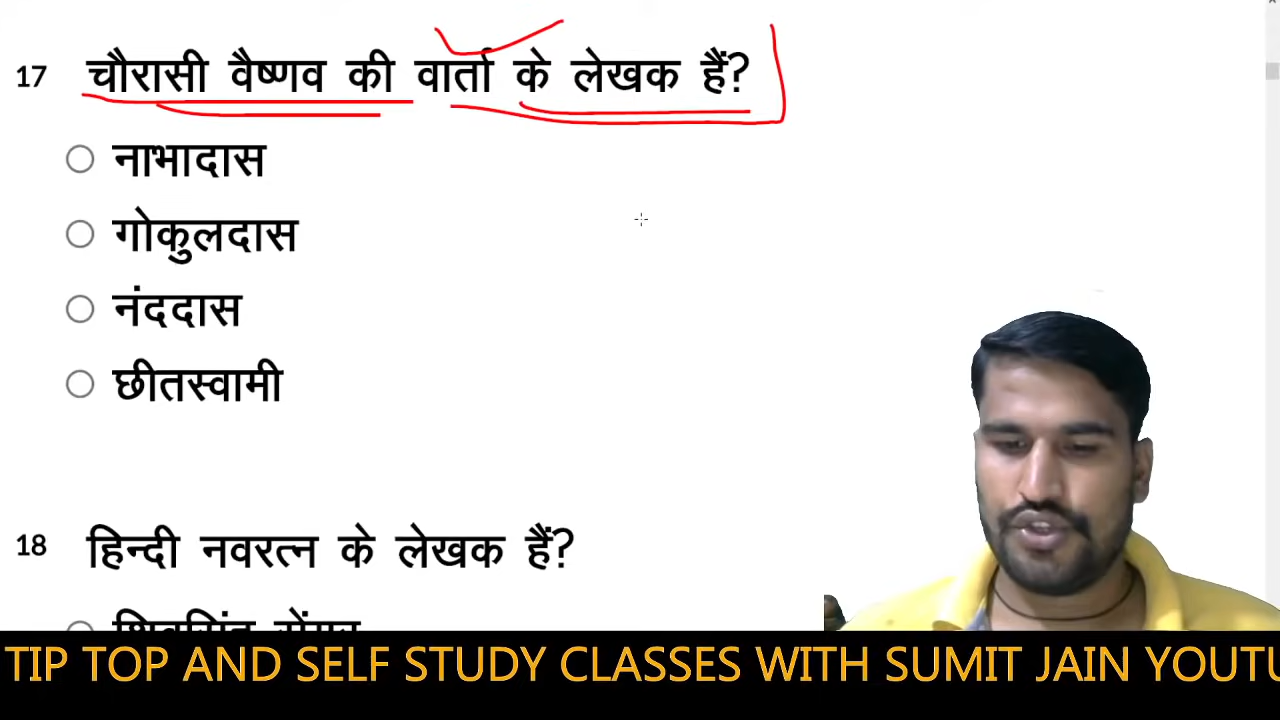 17 चौरासी वैष्णव की वार्ता के लेखक हैं?
नाभादास
गोकुलदास
नंददास
छीतस्वामी
18 हिन्दी नवरत्न के लेखक हैं?
TIP TOP AND SELF STUDY CLASSES WITH SUMIT JAIN YOUTU